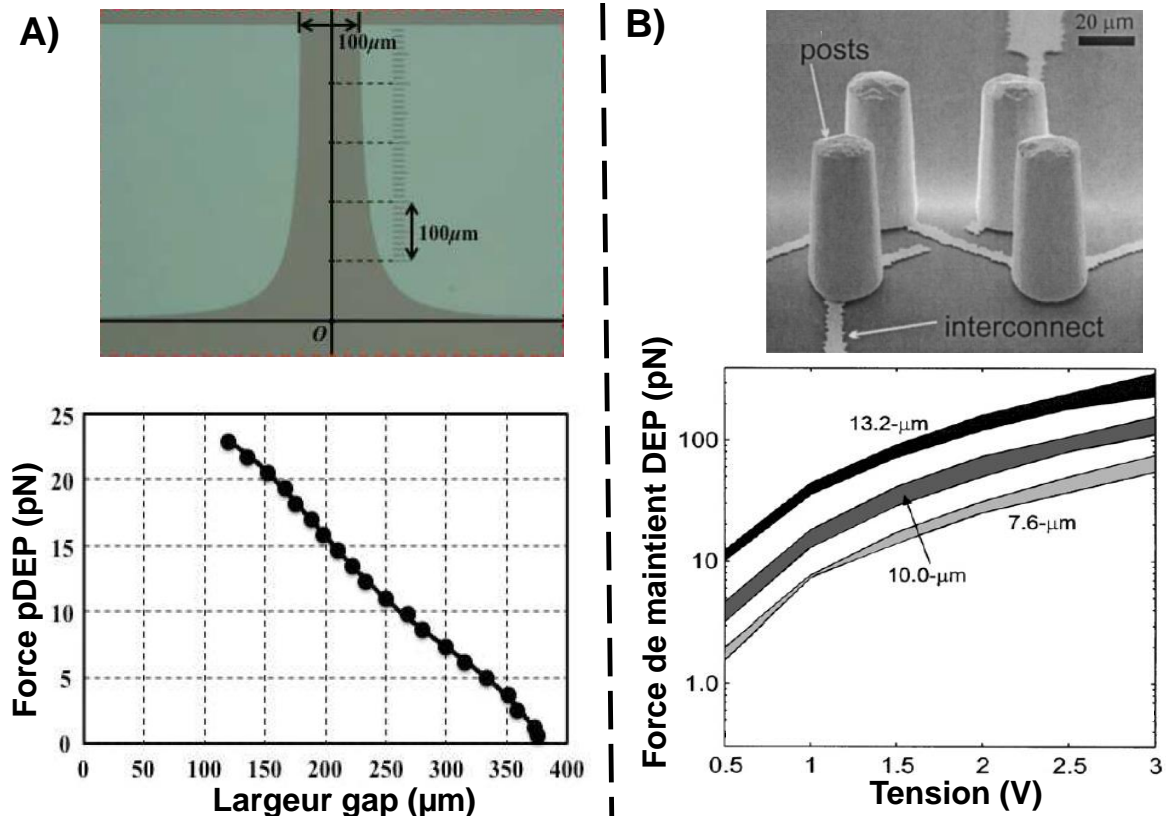 A)
100µm
100µm
O
Force pDEP (pN)
25
20
15
10
5
0
0 50 100 150 200 250 300 350 400
Largeur gap (µm)
B)
20 µm
posts
interconnect
Force de maintient DEP (pN)
100
10
1.0
13.2-µm
10.0-µm
7.6-µm
0.5 1 1.5 2 2.5 3
Tension (V)